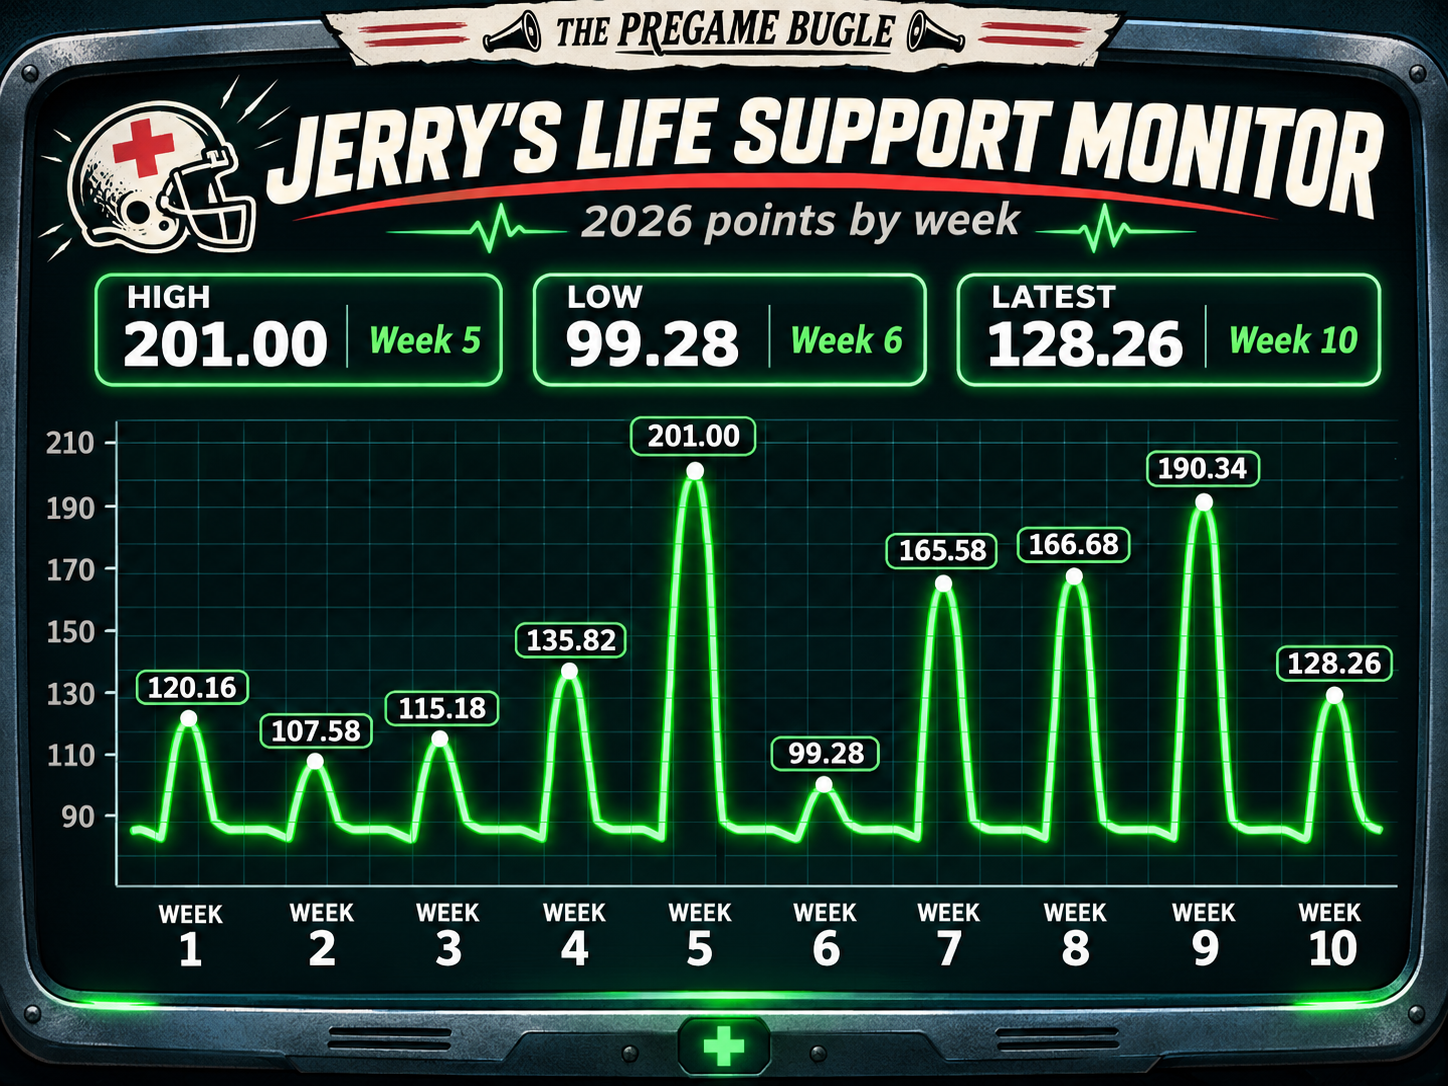 THE PREGAME BUGLE
JERRY'S LIFE SUPPORT MONITOR
2026 points by week
HIGH
201.00 Week 5
LOW
99.28 Week 6
LATEST
128.26 Week 10
210
190
170
150
130
110
90
120.16
107.58
115.18
135.82
201.00
99.28
165.58
166.68
190.34
128.26
WEEK 1
WEEK 2
WEEK 3
WEEK 4
WEEK 5
WEEK 6
WEEK 7
WEEK 8
WEEK 9
WEEK 10